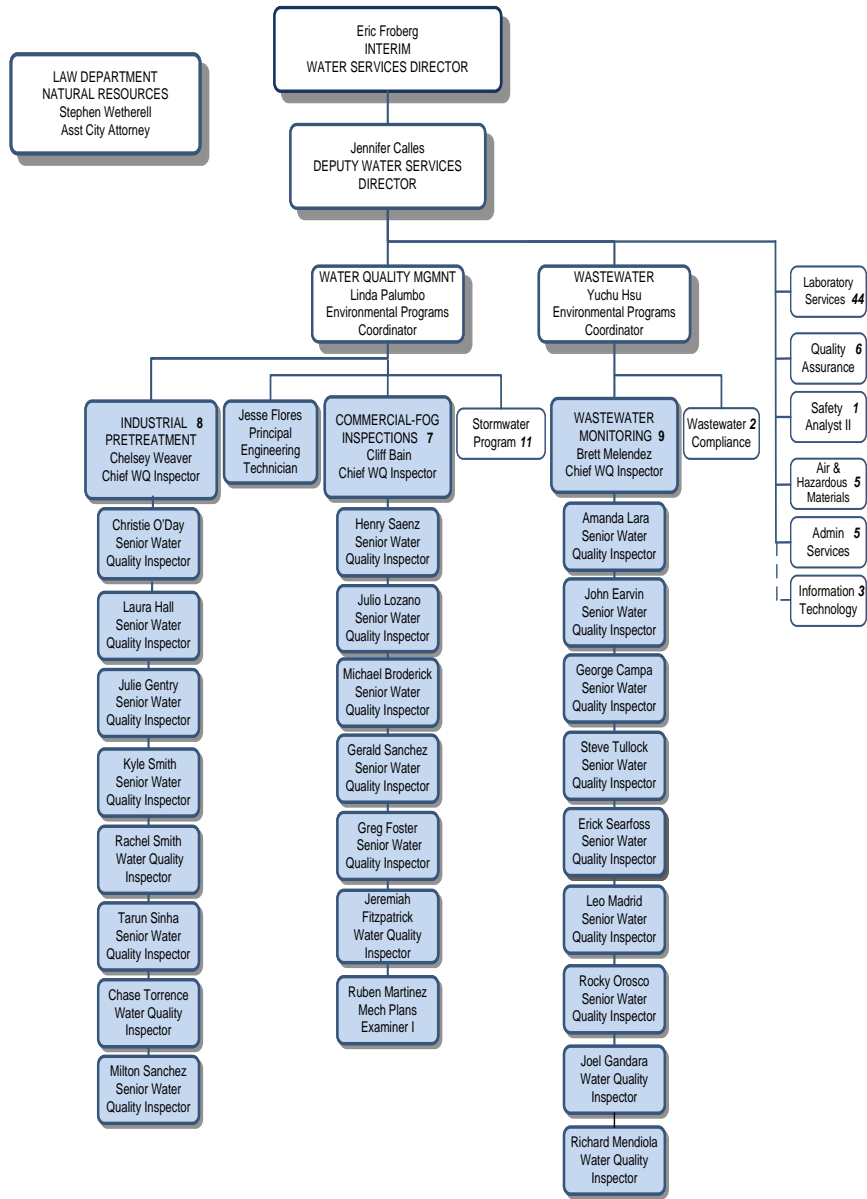 Eric Froberg
INTERIM
WATER SERVICES DIRECTOR
LAW DEPARTMENT
NATURAL RESOURCES
Stephen Wetherell
Asst City Attorney
Jennifer Calles
DEPUTY WATER SERVICES
DIRECTOR
WATER QUALITY MGMNT
Linda Palumbo
Environmental Programs
Coordinator
WASTEWATER
Yuchu Hsu
Environmental Programs
Coordinator
Laboratory
Services 44
Quality 6
Assurance
Safety 1
Analyst II
Air &
Hazardous 5
Materials
Admin 5
Services
Information 3
Technology
INDUSTRIAL 8
PRETREATMENT
Chelsey Weaver
Chief WQ Inspector
Jesse Flores
Principal
Engineering
Technician
COMMERCIAL-FOG
INSPECTIONS 7
Cliff Bain
Chief WQ Inspector
Stormwater
Program 11
WASTEWATER
MONITORING 9
Brett Melendez
Chief WQ Inspector
Wastewater 2
Compliance
Christie O'Day
Senior Water
Quality Inspector
Laura Hall
Senior Water
Quality Inspector
Julie Gentry
Senior Water
Quality Inspector
Kyle Smith
Senior Water
Quality Inspector
Rachel Smith
Water Quality
Inspector
Tarun Sinha
Senior Water
Quality Inspector
Chase Torrence
Water Quality
Inspector
Milton Sanchez
Senior Water
Quality Inspector
Henry Saenz
Senior Water
Quality Inspector
Julio Lozano
Senior Water
Quality Inspector
Michael Broderick
Senior Water
Quality Inspector
Gerald Sanchez
Senior Water
Quality Inspector
Greg Foster
Senior Water
Quality Inspector
Jeremiah
Fitzpatrick
Water Quality
Inspector
Ruben Martinez
Mech Plans
Examiner I
Amanda Lara
Senior Water
Quality Inspector
John Earvin
Senior Water
Quality Inspector
George Campa
Senior Water
Quality Inspector
Steve Tullock
Senior Water
Quality Inspector
Erick Searfoss
Senior Water
Quality Inspector
Leo Madrid
Senior Water
Quality Inspector
Rocky Orosco
Senior Water
Quality Inspector
Joel Gandara
Water Quality
Inspector
Richard Mendiola
Water Quality
Inspector